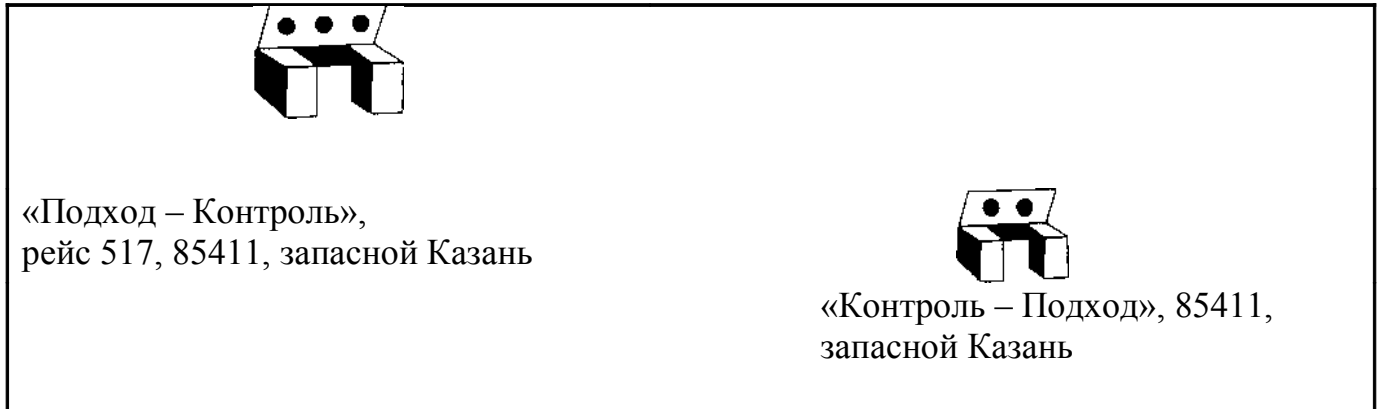 «Подход – Контроль»,
рейс 517, 85411, запасной Казань
«Контроль – Подход», 85411,
запасной Казань